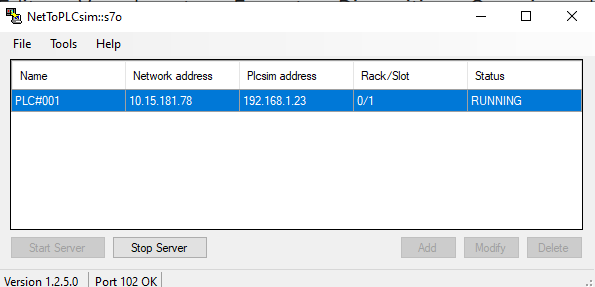 NetToPLCsim::s7o
File Tools Help
Name Network address Plcsim address Rack/Slot Status
PLC#001 10.15.181.78 192.168.1.23 0/1 RUNNING
Start Server Stop Server Add Modify Delete
Version 1.2.5.0 Port 102 OK